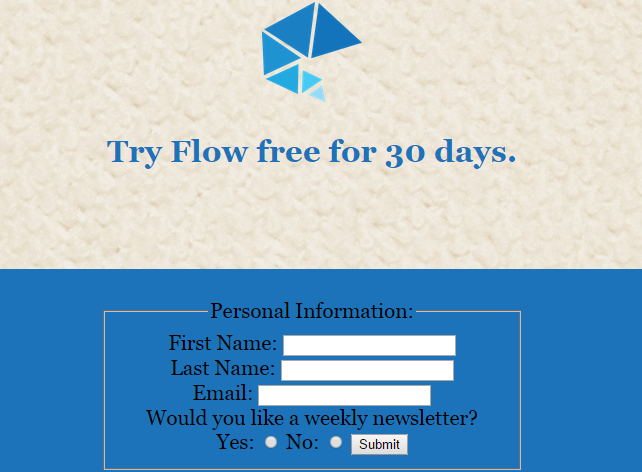 Try Flow free for 30 days.
Personal Information:
First Name:
Last Name:
Email:
Would you like a weekly newsletter?
Yes: No: Submit